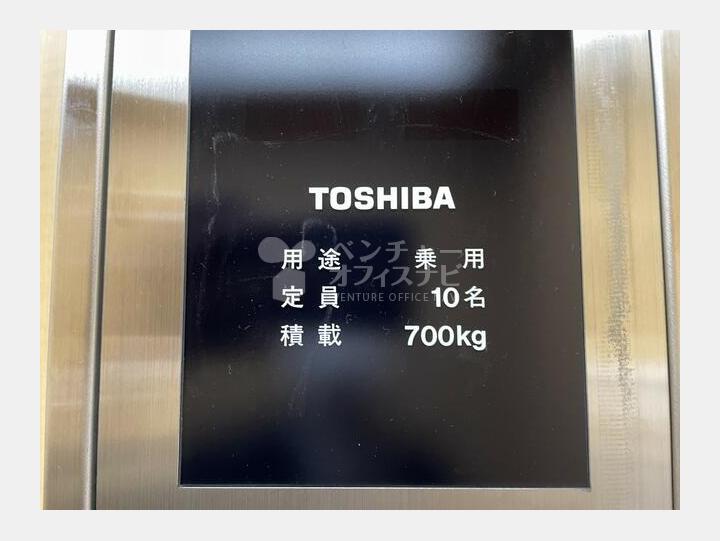 TOSHIBA
用途 乗用
定員 10名
積載 700kg
ベンチャー
オフィスナビ
VENTURE OFFICE NAVI